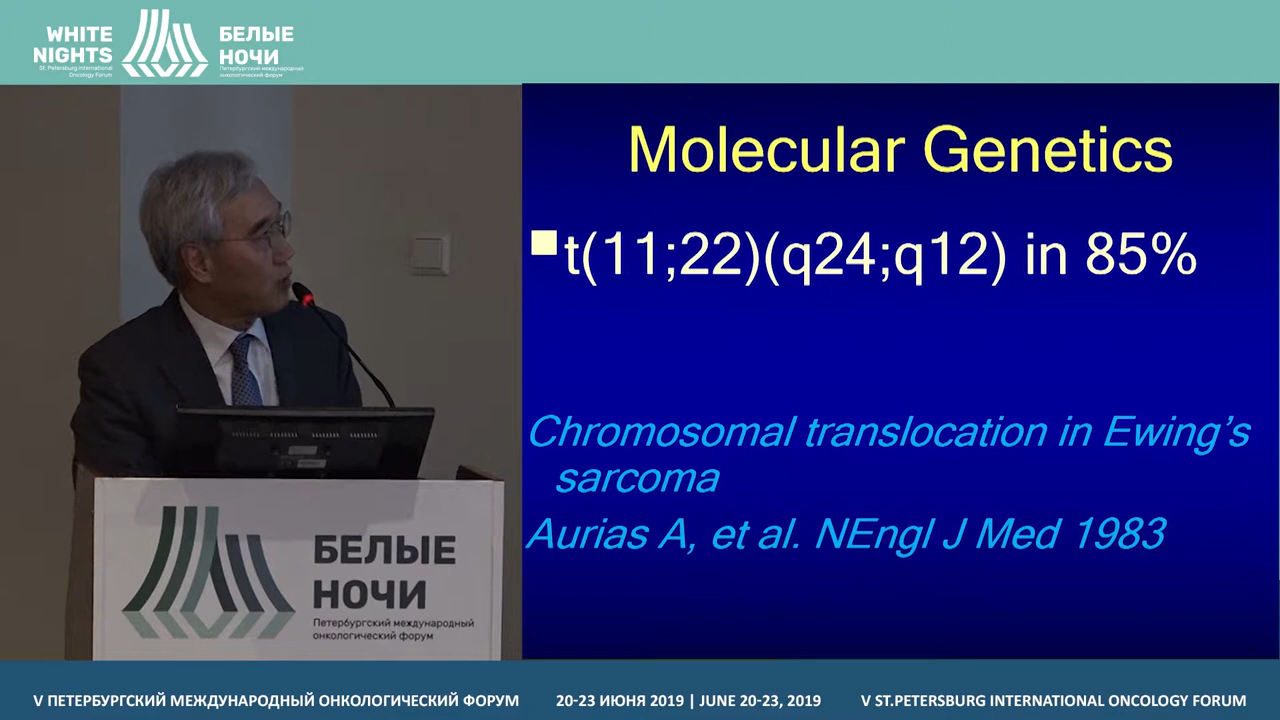 WHITE
NIGHTS
St. Petersburg International
Oncology Forum
БЕЛЫЕ
НОЧИ
Петербургский международный
онкологический форум
Molecular Genetics
t(11;22)(q24;q12) in 85%
Chromosomal translocation in Ewing’s
sarcoma
Aurias A, et al. NEngl J Med 1983
БЕЛЫЕ
НОЧИ
Петербургский международный
онкологический форум
V ПЕТЕРБУРГСКИЙ МЕЖДУНАРОДНЫЙ ОНКОЛОГИЧЕСКИЙ ФОРУМ
20-23 ИЮНЯ 2019 | JUNE 20-23, 2019
V ST.PETERSBURG INTERNATIONAL ONCOLOGY FORUM